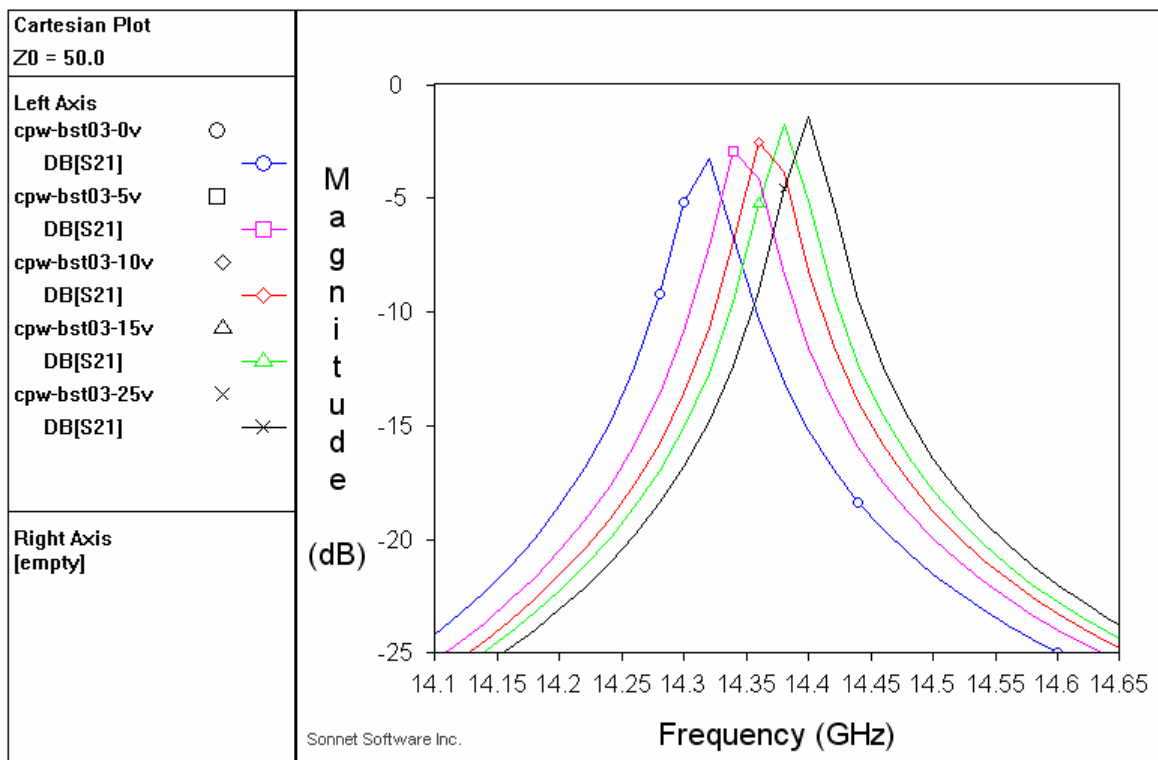 Cartesian Plot
Z0 = 50.0
Left Axis
cpw-bst03-0v
DB[S21]
cpw-bst03-5v
DB[S21]
cpw-bst03-10v
DB[S21]
cpw-bst03-15v
DB[S21]
cpw-bst03-25v
DB[S21]
Right Axis
[empty]
Magnitude
(dB)
0
-5
-10
-15
-20
-25
14.1 14.15 14.2 14.25 14.3 14.35 14.4 14.45 14.5 14.55 14.6 14.65
Frequency (GHz)
Sonnet Software Inc.